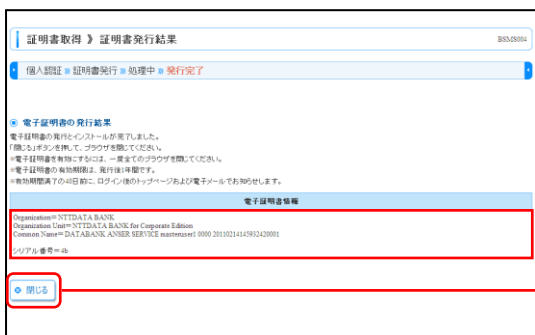 証明書取得 》 証明書発行結果
BSMS004
個人認証 » 証明書発行 » 処理中 » 発行完了
電子証明書の発行結果
電子証明書の発行とインストールが完了しました。
「閉じる」ボタンを押して、ブラウザを閉じてください。
※電子証明書を有効にするには、一度全てのブラウザを閉じてください。
※電子証明書の有効期限は、発行後1年間です。
※有効期間満了の40日前に、ログイン後のトップページおよび電子メールでお知らせします。
電子証明書情報
Organization=NTTDATA BANK
Organization Unit=NTTDATA BANK for Corporate Edition
Common Name=DATABANK ANSER SERVICE masteruser1 0000 20110214145932420001
シリアル番号=4b
閉じる